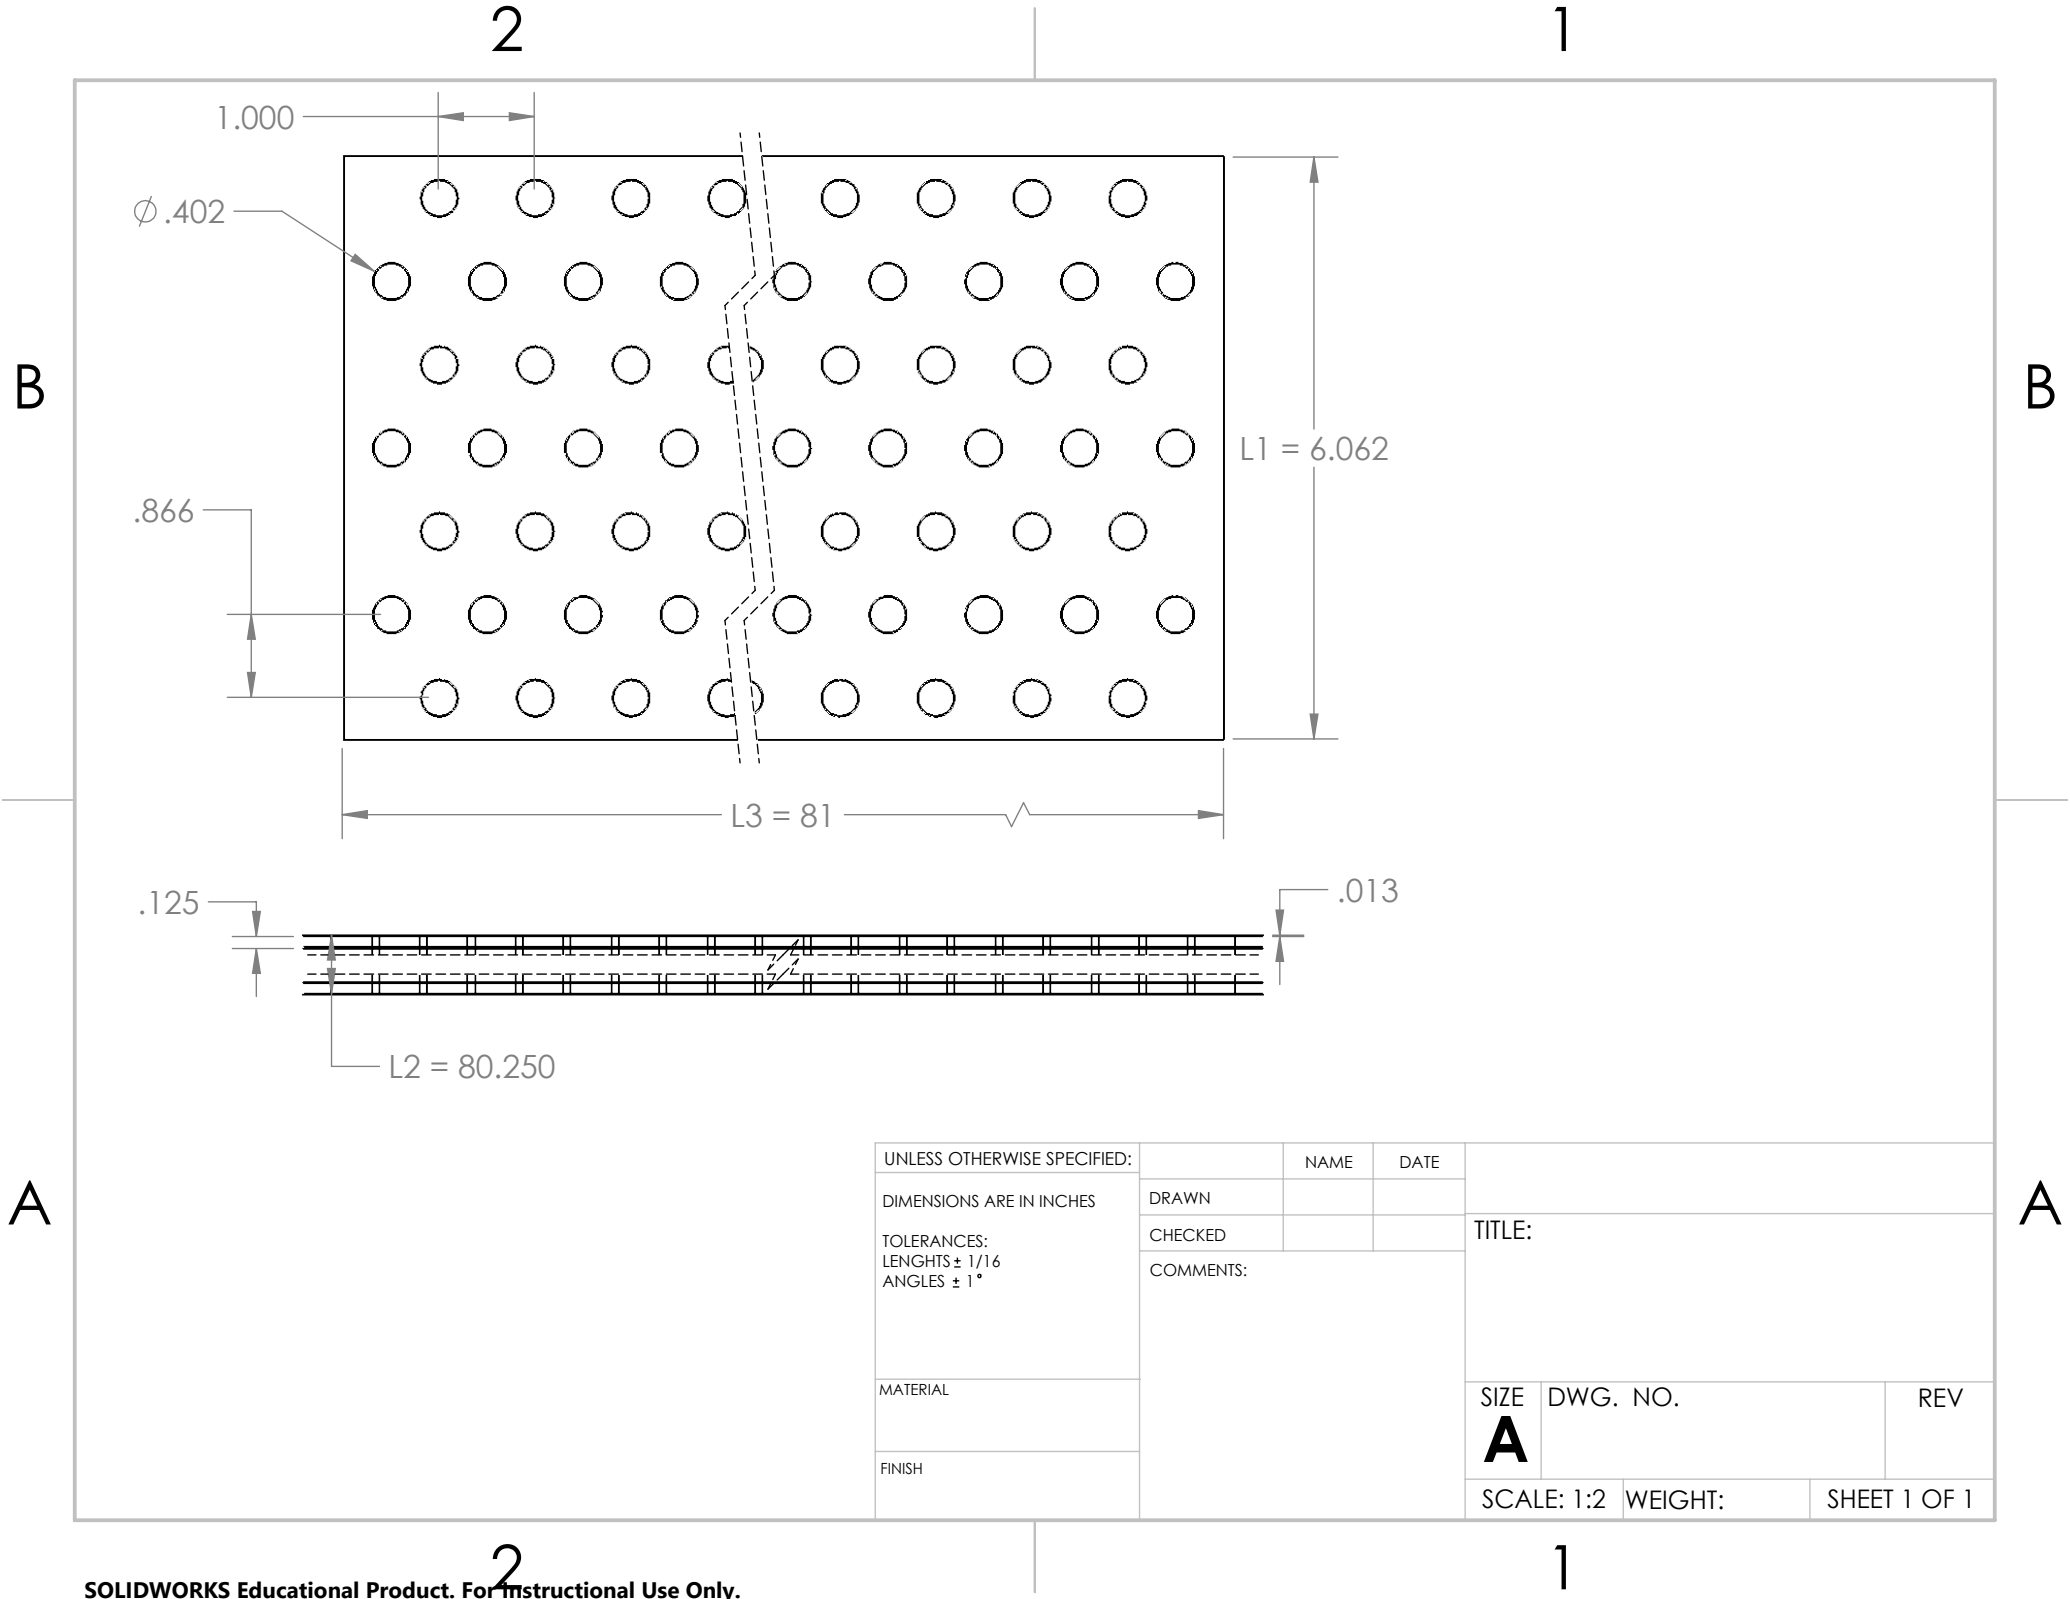 2
1
1.000
∅.402
B
B
L1 = 6.062
.866
L3 = 81
.125
.013
L2 = 80.250
A
A
UNLESS OTHERWISE SPECIFIED:
DIMENSIONS ARE IN INCHES
TOLERANCES:
LENGHTS ± 1/16
ANGLES ± 1°
MATERIAL
FINISH
NAME
DATE
DRAWN
CHECKED
COMMENTS:
TITLE:
SIZE
A
DWG. NO.
REV
SCALE: 1:2
WEIGHT:
SHEET 1 OF 1
2
1
SOLIDWORKS Educational Product. For Instructional Use Only.